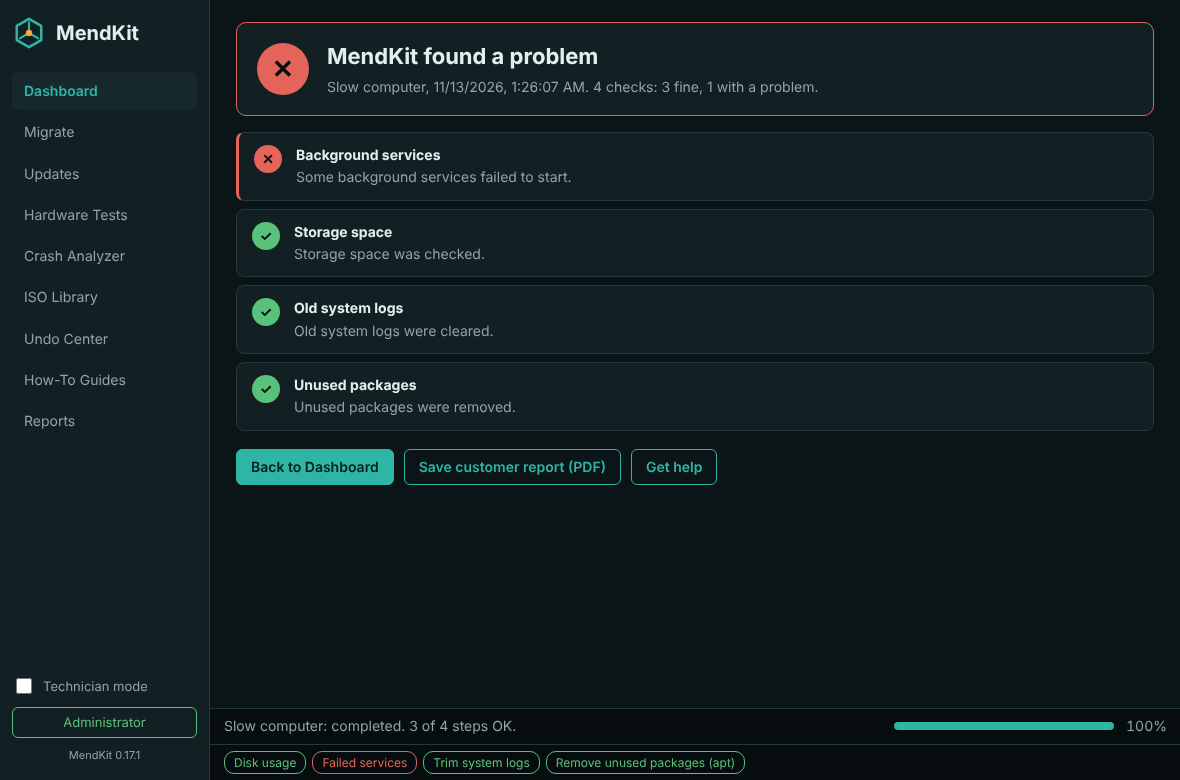 MendKit
Dashboard
Migrate
Updates
Hardware Tests
Crash Analyzer
ISO Library
Undo Center
How-To Guides
Reports
Technician mode
Administrator
MendKit 0.17.1
MendKit found a problem
Slow computer, 11/13/2026, 1:26:07 AM. 4 checks: 3 fine, 1 with a problem.
Background services
Some background services failed to start.
Storage space
Storage space was checked.
Old system logs
Old system logs were cleared.
Unused packages
Unused packages were removed.
Back to Dashboard
Save customer report (PDF)
Get help
Slow computer: completed. 3 of 4 steps OK.
100%
Disk usage
Failed services
Trim system logs
Remove unused packages (apt)